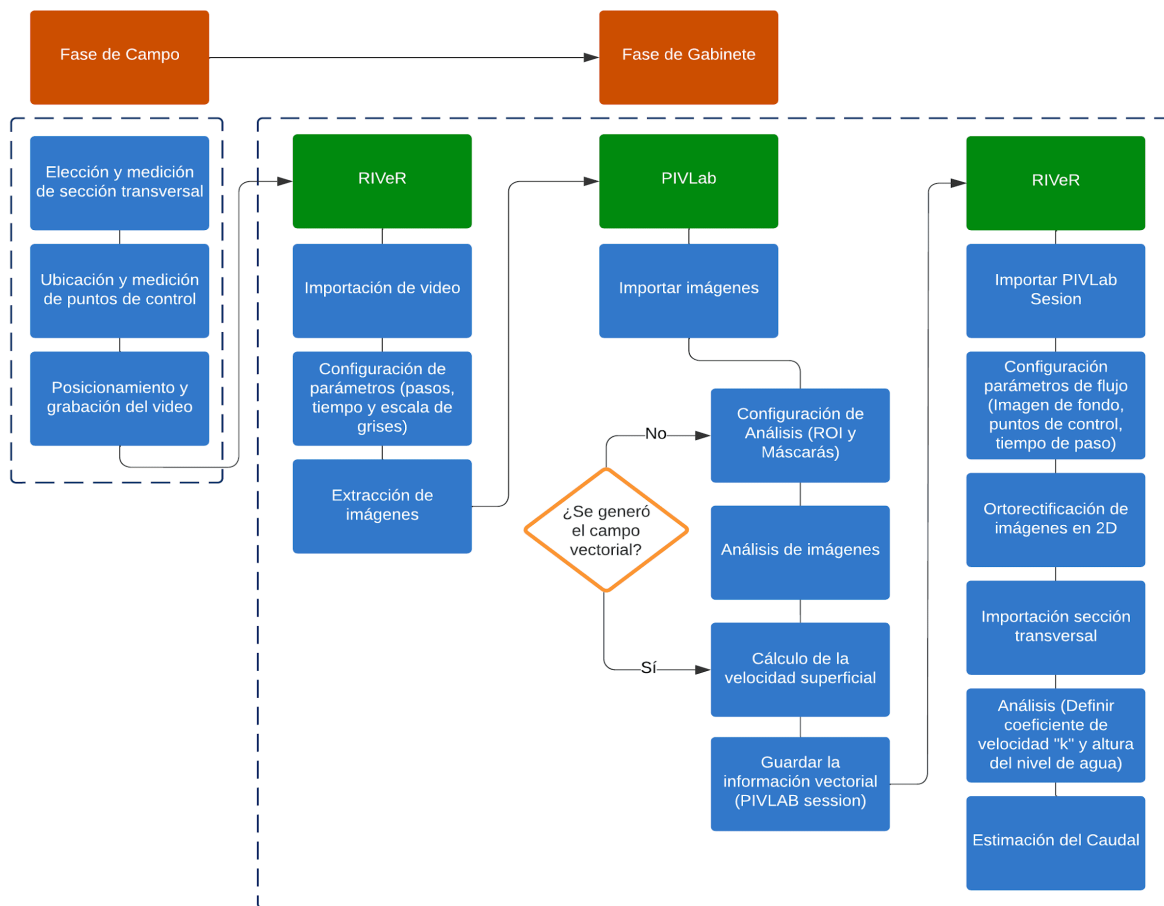 Fase de Campo
Fase de Gabinete
Elección y medición
de sección transversal
Ubicación y medición
de puntos de control
Posicionamiento y
grabación del video
RIVeR
Importación de video
Configuración de
parámetros (pasos,
tiempo y escala de
grises)
Extracción de
imágenes
PIVLab
Importar imágenes
Configuración de
Análisis (ROI y
Máscarás)
No
¿Se generó
el campo
vectorial?
Sí
Análisis de imágenes
Cálculo de la
velocidad superficial
Guardar la
información vectorial
(PIVLAB session)
RIVeR
Importar PIVLab
Sesion
Configuración
parámetros de flujo
(Imagen de fondo,
puntos de control,
tiempo de paso)
Ortorectificación de
imágenes en 2D
Importación sección
transversal
Análisis (Definir
coeficiente de
velocidad "k" y altura
del nivel de agua)
Estimación del Caudal